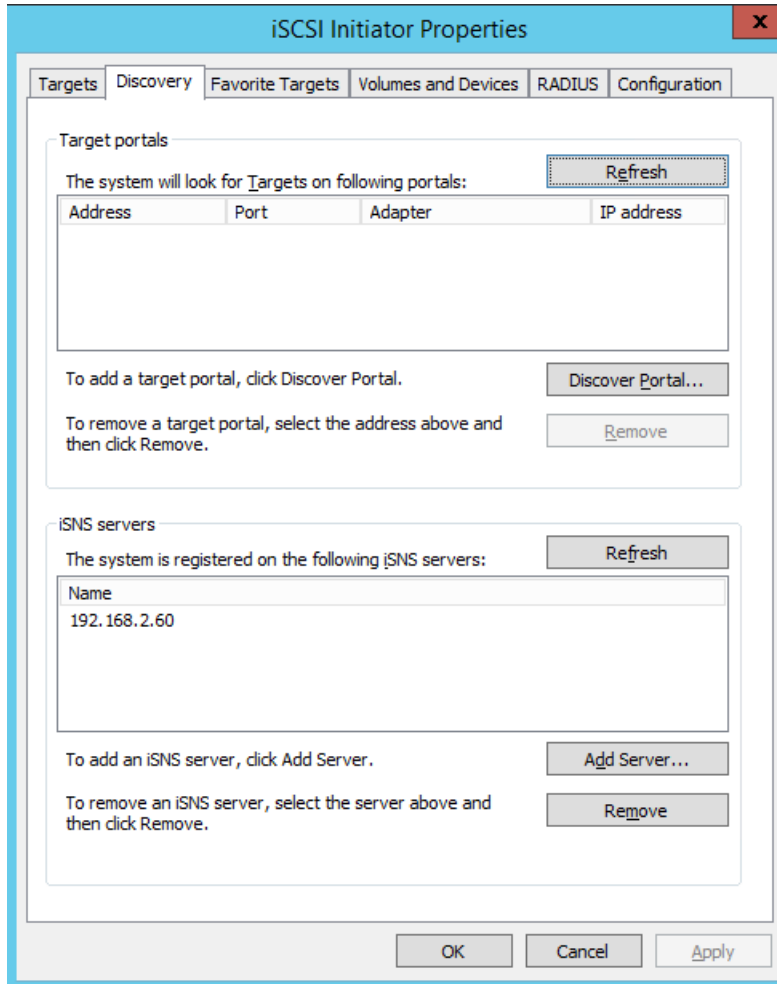 iSCSI Initiator Properties
x
Targets Discovery Favorite Targets Volumes and Devices RADIUS Configuration
Target portals
The system will look for Targets on following portals:
Refresh
Address Port Adapter IP address
To add a target portal, click Discover Portal.
Discover Portal...
To remove a target portal, select the address above and
then click Remove.
Remove
iSNS servers
The system is registered on the following iSNS servers:
Refresh
Name
192.168.2.60
To add an iSNS server, click Add Server.
Add Server...
To remove an iSNS server, select the server above and
then click Remove.
Remove
OK Cancel Apply